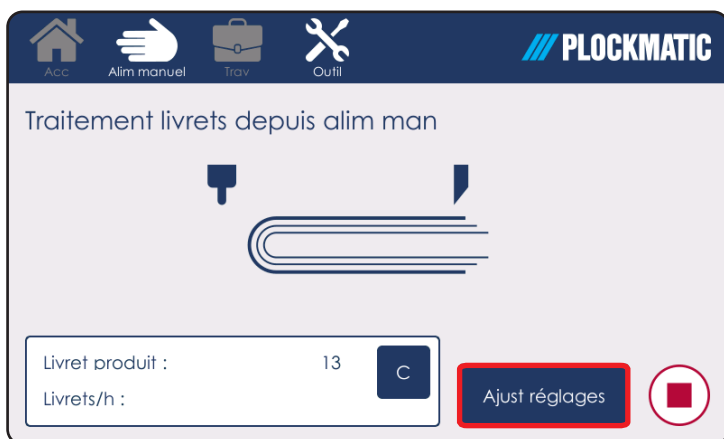 Acc Alim manuel Trav Outil
PLOCKMATIC
Traitement livrets depuis alim man
Livret produit : 13
C
Livrets/h :
Ajust réglages